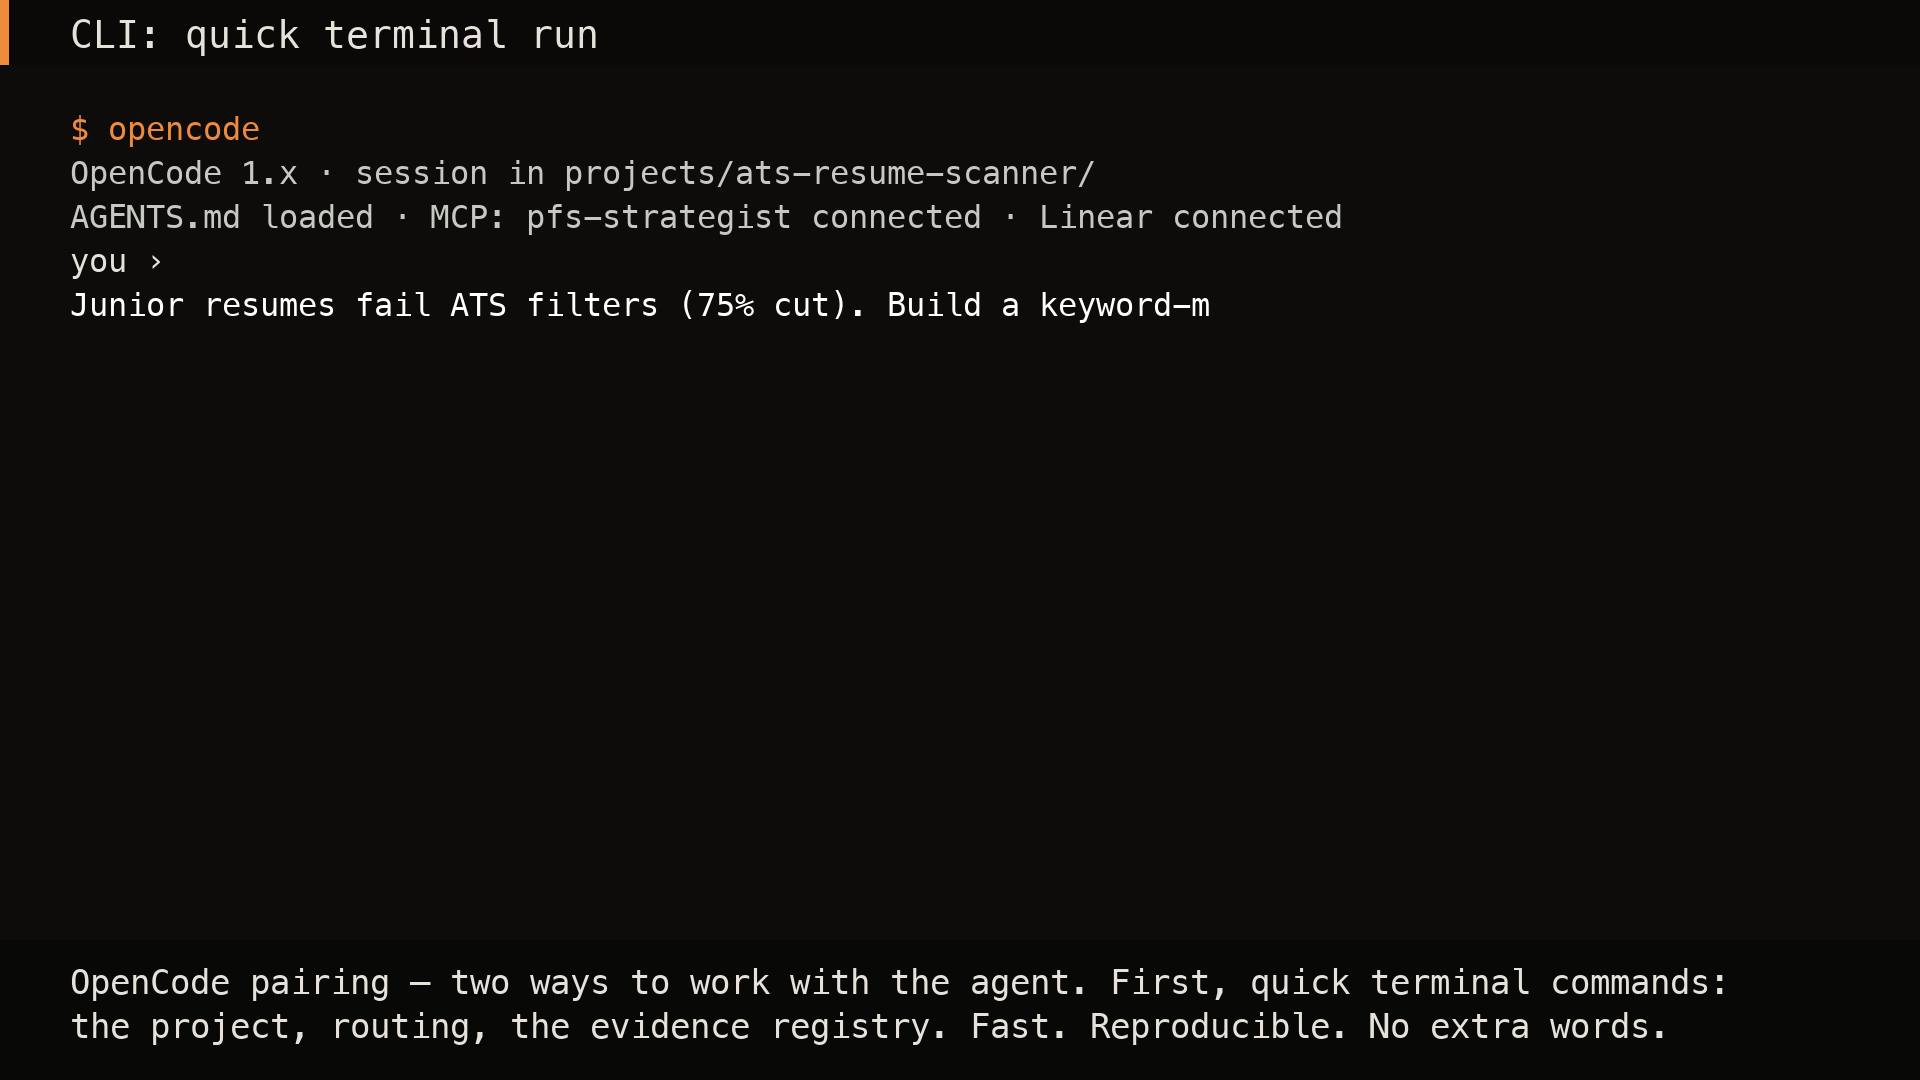 CLI: quick terminal run
$ opencode
OpenCode 1.x · session in projects/ats-resume-scanner/
AGENTS.md loaded · MCP: pfs-strategist connected · Linear connected
you ›
Junior resumes fail ATS filters (75% cut). Build a keyword-m
OpenCode pairing — two ways to work with the agent. First, quick terminal commands:
the project, routing, the evidence registry. Fast. Reproducible. No extra words.